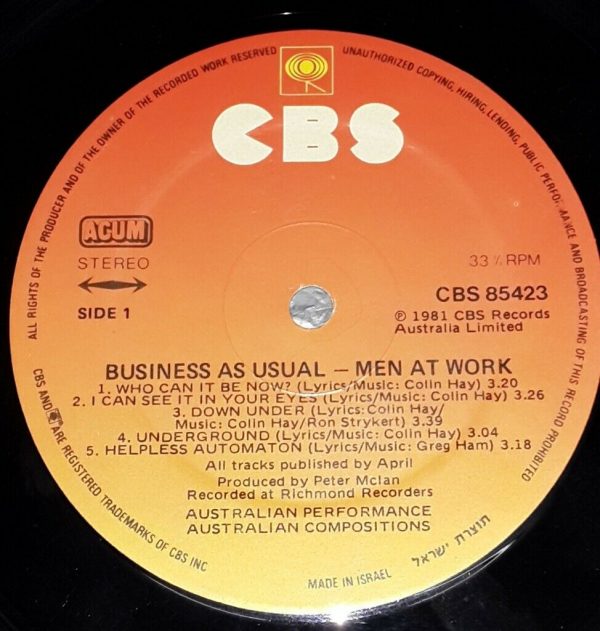 ALL RIGHTS OF THE PRODUCER AND OF THE OWNER OF THE RECORDED WORK RESERVED
UNAUTHORIZED COPYING, HIRING, LENDING, PUBLIC PERFORMANCE AND BROADCASTING OF THIS RECORD PROHIBITED
CBS
ACUM
STEREO
33 ⅓ RPM
SIDE 1
CBS 85423
℗ 1981 CBS Records
Australia Limited
BUSINESS AS USUAL – MEN AT WORK
1. WHO CAN IT BE NOW? (Lyrics/Music: Colin Hay) 3.20
2. I CAN SEE IT IN YOUR EYES (Lyrics/Music: Colin Hay) 3.26
3. DOWN UNDER (Lyrics:Colin Hay/
Music: Colin Hay/Ron Strykert) 3.39
4. UNDERGROUND (Lyrics/Music: Colin Hay) 3.04
5. HELPLESS AUTOMATON (Lyrics/Music: Greg Ham) 3.18
All tracks published by April
Produced by Peter McIan
Recorded at Richmond Recorders
AUSTRALIAN PERFORMANCE
AUSTRALIAN COMPOSITIONS
CBS AND ARE REGISTERED TRADEMARKS OF CBS INC
MADE IN ISRAEL
תוצרת ישראל